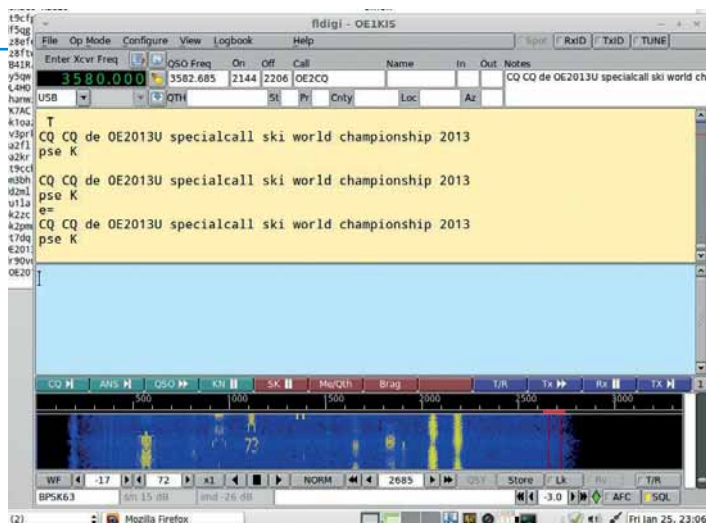 fldigi - OE1KIS
File Op Mode Configure View Logbook Help Spot RxID TxID TUNE
Enter Xcvr Freq QSO Freq On Off Call Name In Out Notes
3580.000 3582.685 2144 2206 OE2CQ CQ CQ de OE2013U specialcall ski world ch
USB QTH St Pr Cnty Loc Az
T
CQ CQ de OE2013U specialcall ski world championship 2013
pse K
CQ CQ de OE2013U specialcall ski world championship 2013
pse K
e=
CQ CQ de OE2013U specialcall ski world championship 2013
pse K
CQ ANS QSO KN SK Me/Qth Brag T/R Tx Rx TX 1
500 1000 1500 2000 2500 3000
72
WF -17 72 x1 NORM 2685 QSY Store Lk Rv T/R
BPSK63 s/n 15 dB imd -26 dB -3.0 AFC SQL
(2) Mozilla Firefox Fri Jan 25, 23:06